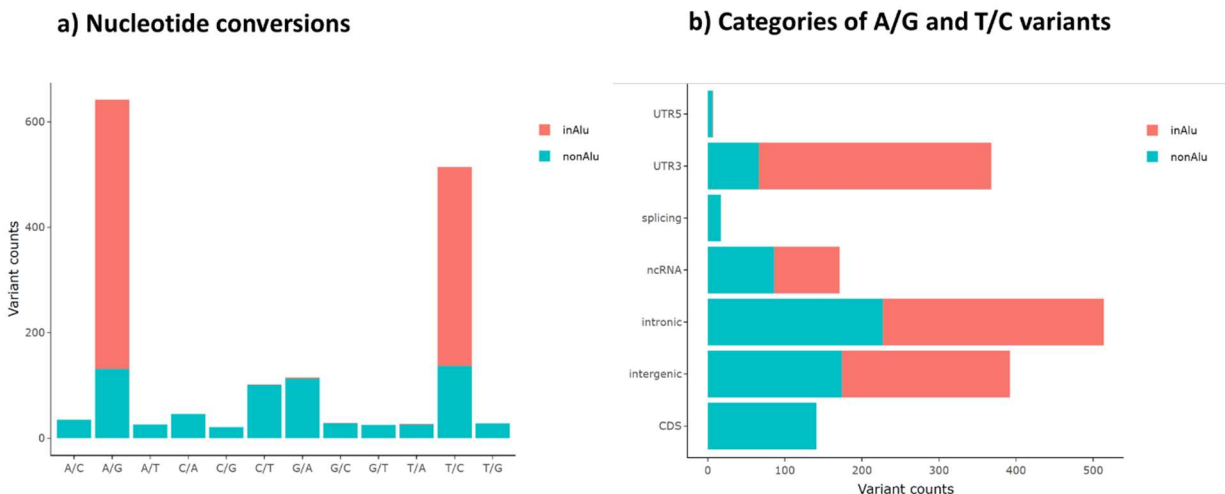 a) Nucleotide conversions
b) Categories of A/G and T/C variants
Variant counts
600
400
200
0
A/C
A/G
A/T
C/A
C/G
C/T
G/A
G/C
G/T
T/A
T/C
T/G
inAlu
nonAlu
UTR5
UTR3
splicing
ncRNA
intronic
intergenic
CDS
0
100
200
300
400
500
Variant counts
inAlu
nonAlu